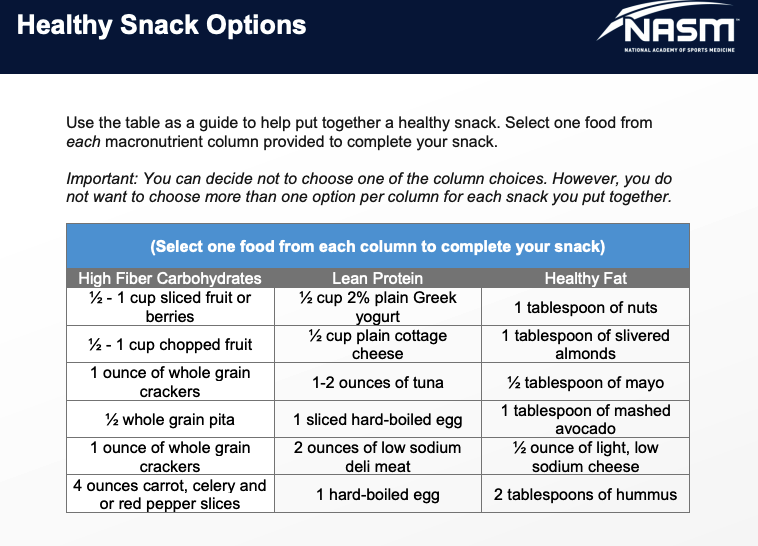 Healthy Snack Options
NASM
NATIONAL ACADEMY OF SPORTS MEDICINE
Use the table as a guide to help put together a healthy snack. Select one food from
each macronutrient column provided to complete your snack.
Important: You can decide not to choose one of the column choices. However, you do
not want to choose more than one option per column for each snack you put together.
(Select one food from each column to complete your snack)
High Fiber Carbohydrates Lean Protein Healthy Fat
½ - 1 cup sliced fruit or
berries
½ cup 2% plain Greek
yogurt
1 tablespoon of nuts
½ - 1 cup chopped fruit
½ cup plain cottage
cheese
1 tablespoon of slivered
almonds
1 ounce of whole grain
crackers
1-2 ounces of tuna
½ tablespoon of mayo
½ whole grain pita
1 sliced hard-boiled egg
1 tablespoon of mashed
avocado
1 ounce of whole grain
crackers
2 ounces of low sodium
deli meat
½ ounce of light, low
sodium cheese
4 ounces carrot, celery and
or red pepper slices
1 hard-boiled egg
2 tablespoons of hummus